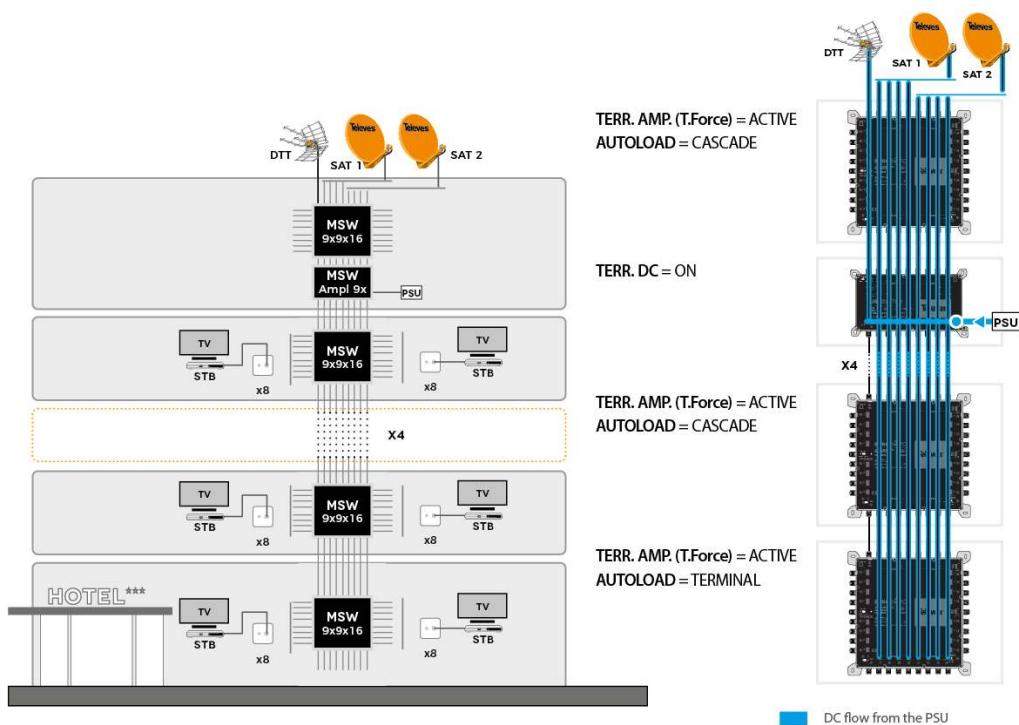 Televes
Televes
DTT
SAT 1
SAT 2
MSW
9x9x16
MSW
Ampl 9x
PSU
TV
STB
x8
MSW
9x9x16
x8
TV
STB
X4
TV
STB
x8
MSW
9x9x16
x8
TV
STB
HOTEL***
TV
STB
x8
MSW
9x9x16
x8
TV
STB
Televes
Televes
DTT
SAT 1
SAT 2
TERR. AMP. (T.Force) = ACTIVE
AUTOLOAD = CASCADE
TERR. DC = ON
PSU
X4
TERR. AMP. (T.Force) = ACTIVE
AUTOLOAD = CASCADE
TERR. AMP. (T.Force) = ACTIVE
AUTOLOAD = TERMINAL
DC flow from the PSU